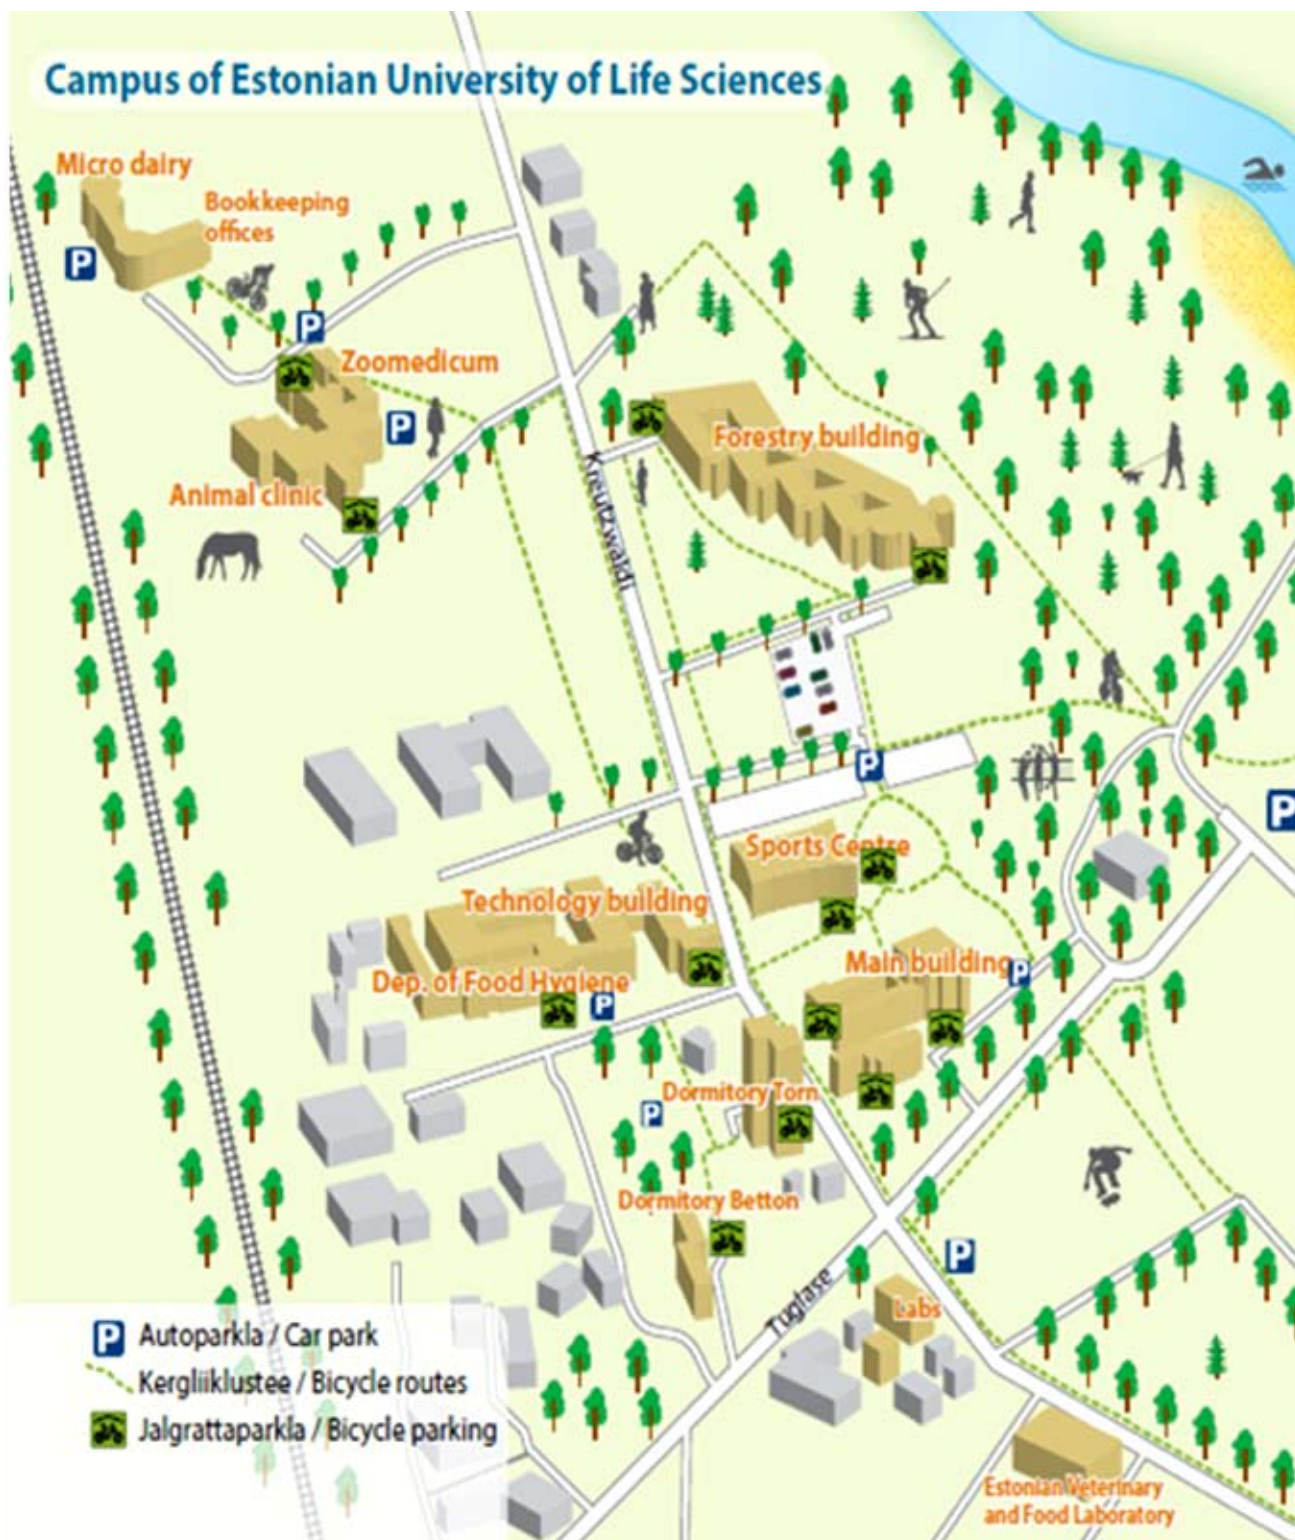 Campus of Estonian University of Life Sciences
Micro dairy
Bookkeeping
offices
P
P
Zoomedicum
P
Forestry building
Animal clinic
Kreutzwaldi
P
P
Sports Centre
Technology building
Main building
P
Dep. of Food Hygiene
P
Dormitory Torn
P
Dormitory Betton
P
Tuglase
Labs
P Autoparkla / Car park
Kergliiklustee / Bicycle routes
Jalgrattaparkla / Bicycle parking
Estonian Veterinary
and Food Laboratory